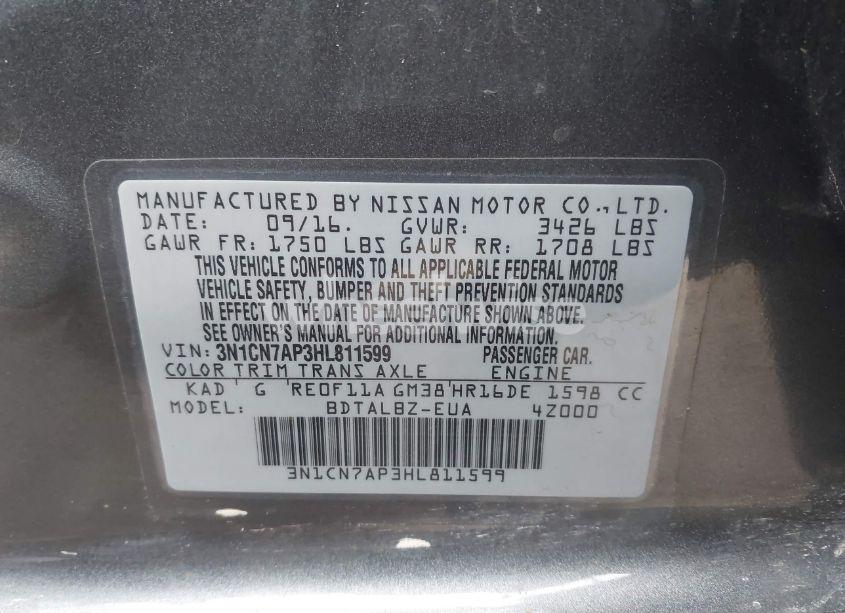 MANUFACTURED BY NISSAN MOTOR CO., LTD.
DATE: 09/16. GVWR: 3426 LBS
GAWR FR: 1750 LBS GAWR RR: 1708 LBS
THIS VEHICLE CONFORMS TO ALL APPLICABLE FEDERAL MOTOR
VEHICLE SAFETY, BUMPER AND THEFT PREVENTION STANDARDS
IN EFFECT ON THE DATE OF MANUFACTURE SHOWN ABOVE.
SEE OWNER'S MANUAL FOR ADDITIONAL INFORMATION.
VIN: 3N1CN7AP3HL811599 PASSENGER CAR.
COLOR TRIM TRANS AXLE ENGINE
KAD G RE0F11A GM38 HR16DE 1598 CC
MODEL: BDTALBZ-EUA 4Z000
3N1CN7AP3HL811599